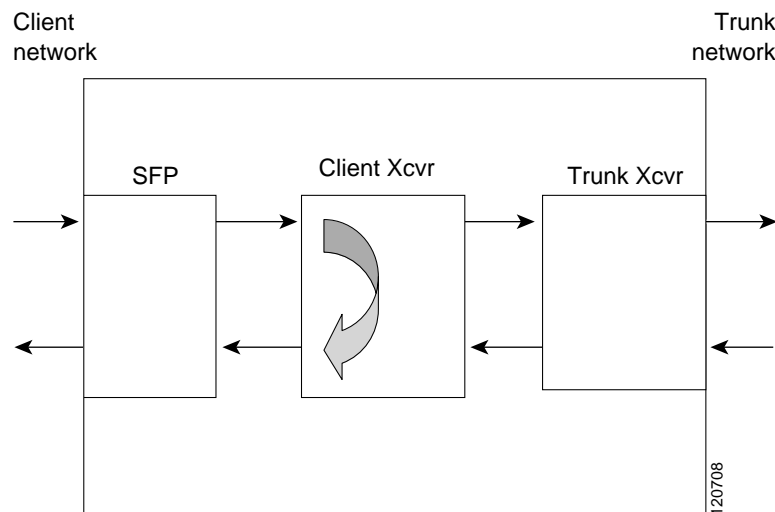 Client
network
Trunk
network
SFP
Client Xcvr
Trunk Xcvr
120708